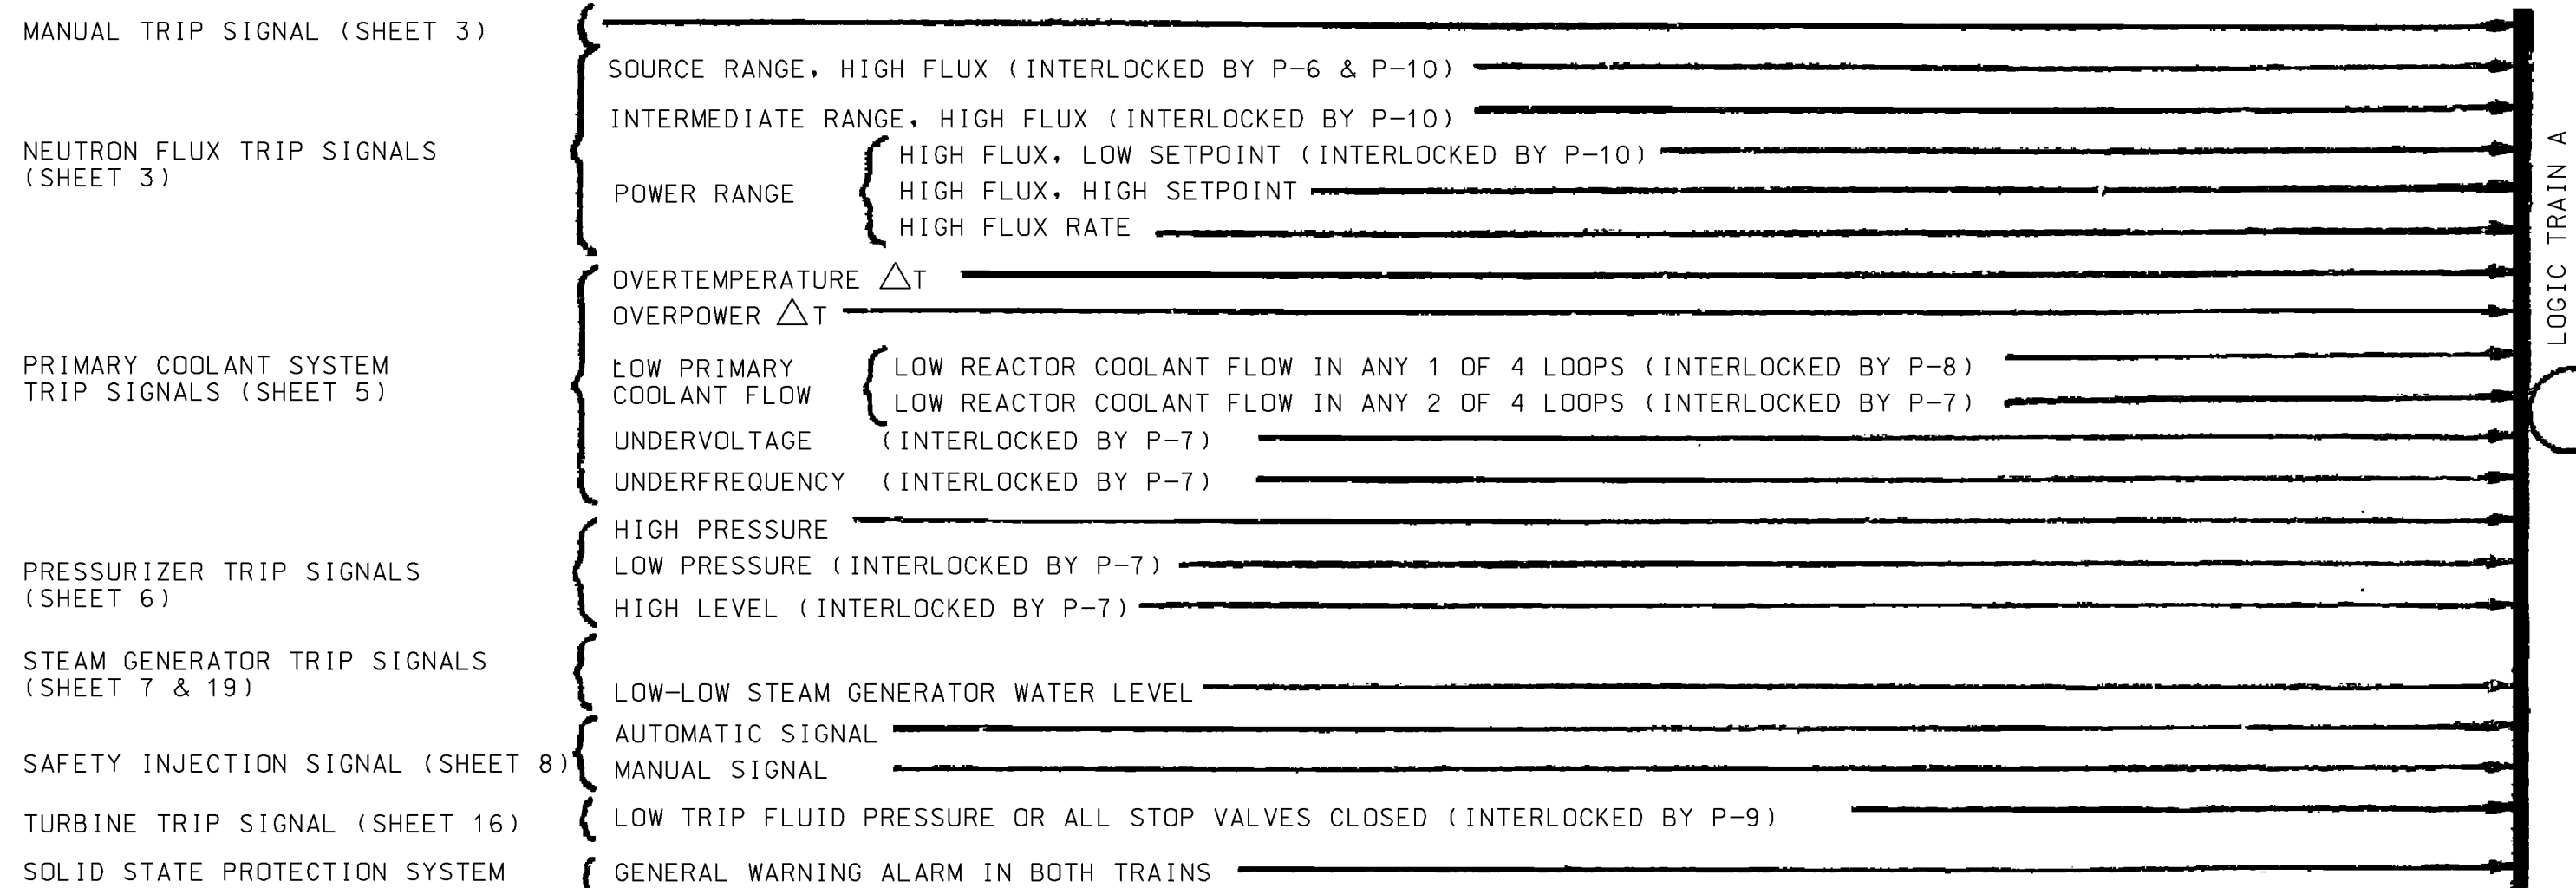 MANUAL TRIP SIGNAL (SHEET 3)
SOURCE RANGE, HIGH FLUX (INTERLOCKED BY P-6 & P-10)
INTERMEDIATE RANGE, HIGH FLUX (INTERLOCKED BY P-10)
NEUTRON FLUX TRIP SIGNALS
(SHEET 3)
POWER RANGE
HIGH FLUX, LOW SETPOINT (INTERLOCKED BY P-10)
HIGH FLUX, HIGH SETPOINT
HIGH FLUX RATE
OVERTEMPERATURE △T
OVERPOWER △T
PRIMARY COOLANT SYSTEM
TRIP SIGNALS (SHEET 5)
LOW PRIMARY
COOLANT FLOW
LOW REACTOR COOLANT FLOW IN ANY 1 OF 4 LOOPS (INTERLOCKED BY P-8)
LOW REACTOR COOLANT FLOW IN ANY 2 OF 4 LOOPS (INTERLOCKED BY P-7)
UNDERVOLTAGE (INTERLOCKED BY P-7)
UNDERFREQUENCY (INTERLOCKED BY P-7)
PRESSURIZER TRIP SIGNALS
(SHEET 6)
HIGH PRESSURE
LOW PRESSURE (INTERLOCKED BY P-7)
HIGH LEVEL (INTERLOCKED BY P-7)
STEAM GENERATOR TRIP SIGNALS
(SHEET 7 & 19)
LOW-LOW STEAM GENERATOR WATER LEVEL
SAFETY INJECTION SIGNAL (SHEET 8)
AUTOMATIC SIGNAL
MANUAL SIGNAL
TURBINE TRIP SIGNAL (SHEET 16)
LOW TRIP FLUID PRESSURE OR ALL STOP VALVES CLOSED (INTERLOCKED BY P-9)
SOLID STATE PROTECTION SYSTEM
GENERAL WARNING ALARM IN BOTH TRAINS
LOGIC TRAIN A